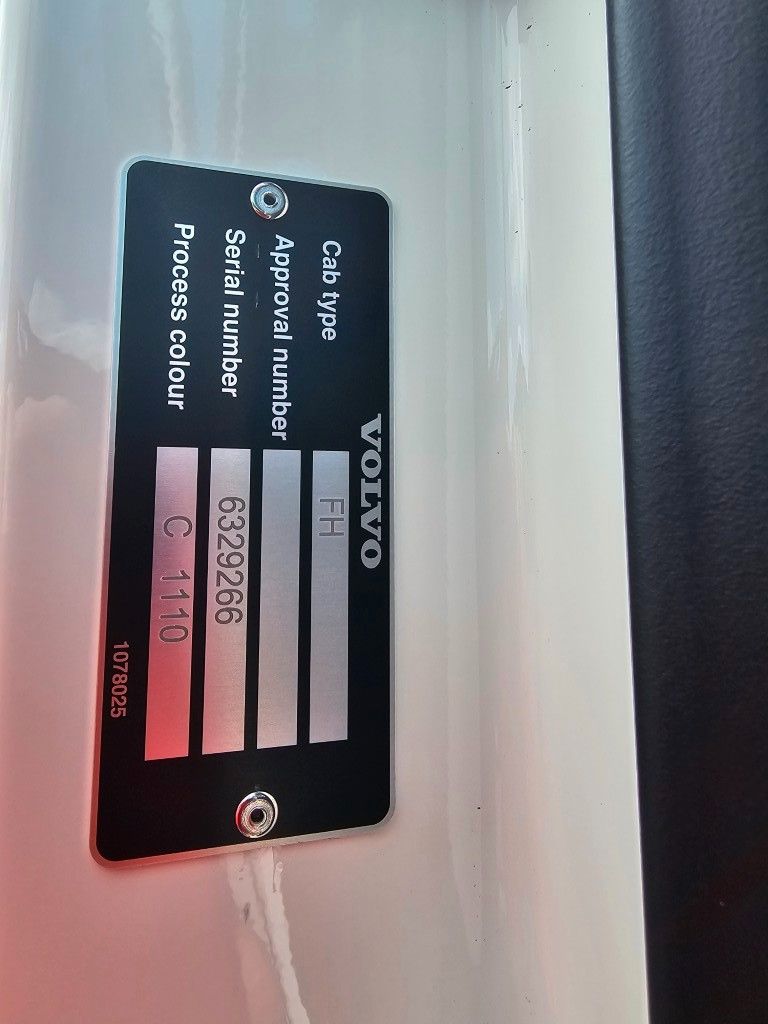 VOLVO
Cab type FH
Approval number
Serial number 6329266
Process colour C 1110
1078025